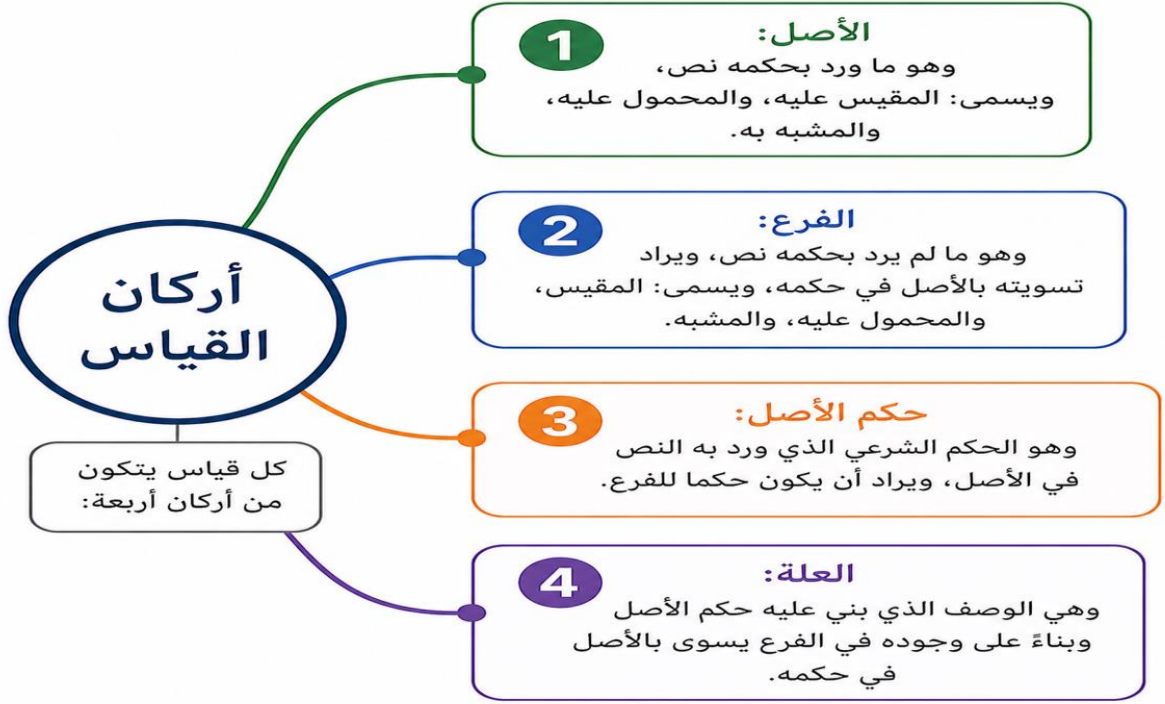 أركان
القياس
كل قياس يتكون
من أركان أربعة:
1
الأصل:
وهو ما ورد بحكمه نص،
ويسمى: المقيس عليه، والمحمول عليه،
والمشبه به.
2
الفرع:
وهو ما لم يرد بحكمه نص، ويراد
تسويته بالأصل في حكمه، ويسمى: المقيس،
والمحمول عليه، والمشبه.
3
حكم الأصل:
وهو الحكم الشرعي الذي ورد به النص
في الأصل، ويراد أن يكون حكما للفرع.
4
العلة:
وهي الوصف الذي بني عليه حكم الأصل
وبناءً على وجوده في الفرع يسوى بالأصل
في حكمه.